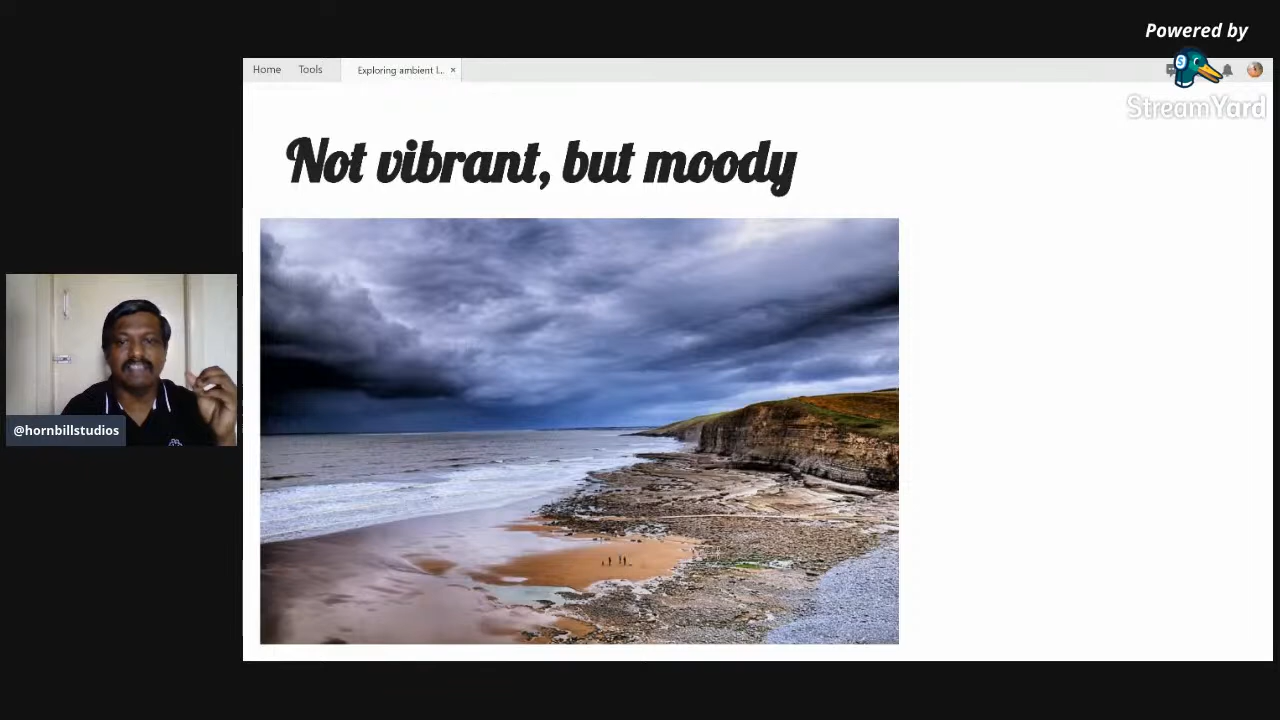 Powered by
StreamYard
Home Tools Exploring ambient l... ×
Not vibrant, but moody
@hornbillstudios